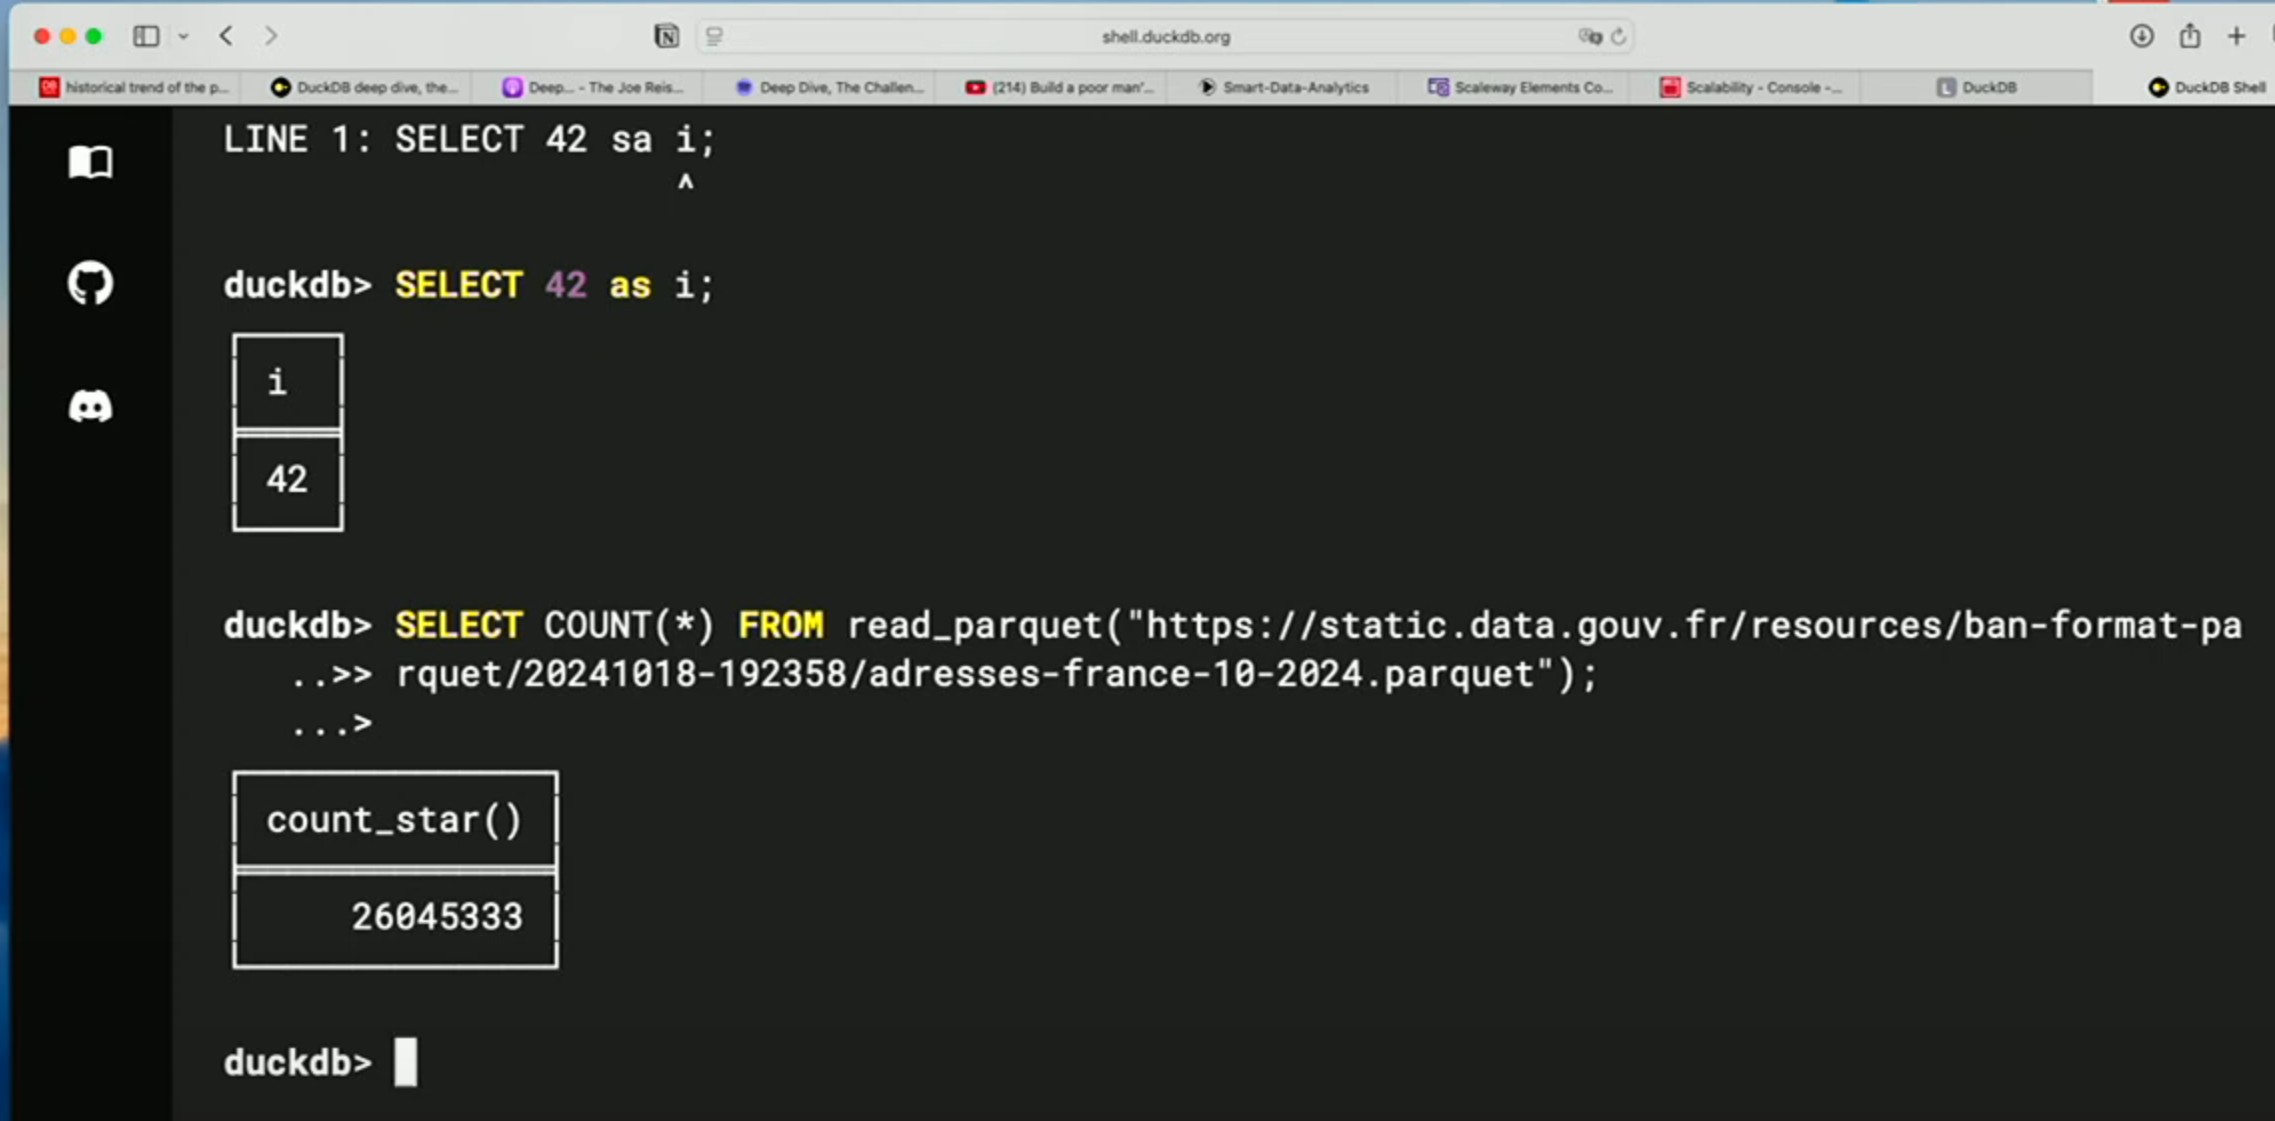 shell.duckdb.org
historical trend of the p... DuckDB deep dive, the... Deep... - The Joe Reis... Deep Dive, The Challen... (214) Build a poor man'... Smart-Data-Analytics Scaleway Elements Co... Scalability - Console -... DuckDB DuckDB Shell
LINE 1: SELECT 42 sa i;
^
duckdb> SELECT 42 as i;
i
42
duckdb> SELECT COUNT(*) FROM read_parquet("https://static.data.gouv.fr/resources/ban-format-pa
..>> rquet/20241018-192358/adresses-france-10-2024.parquet");
...>
count_star()
26045333
duckdb>